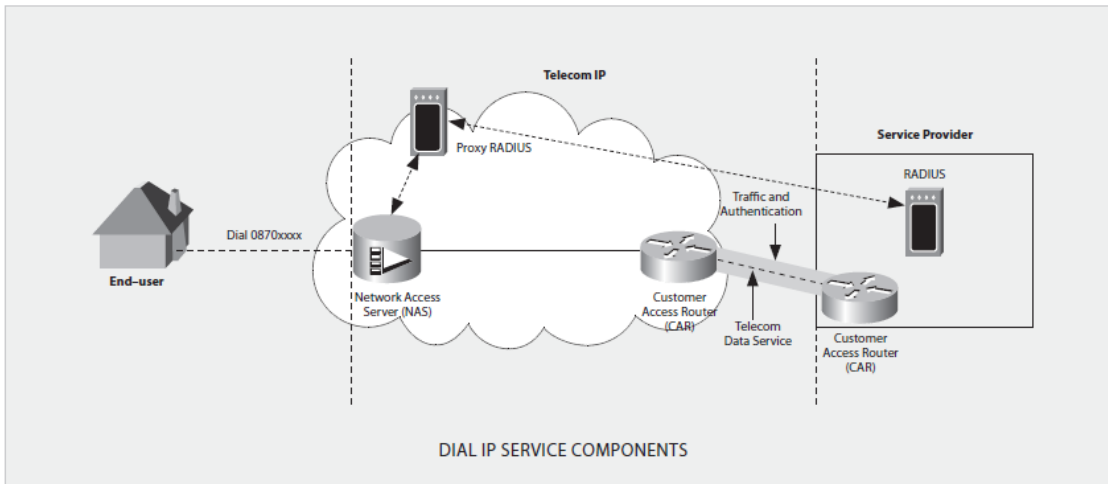 Telecom IP
Service Provider
Proxy RADIUS
RADIUS
Traffic and
Authentication
Dial 0870xxxx
End–user
Network Access
Server (NAS)
Customer
Access Router
(CAR)
Telecom
Data Service
Customer
Access Router
(CAR)
DIAL IP SERVICE COMPONENTS